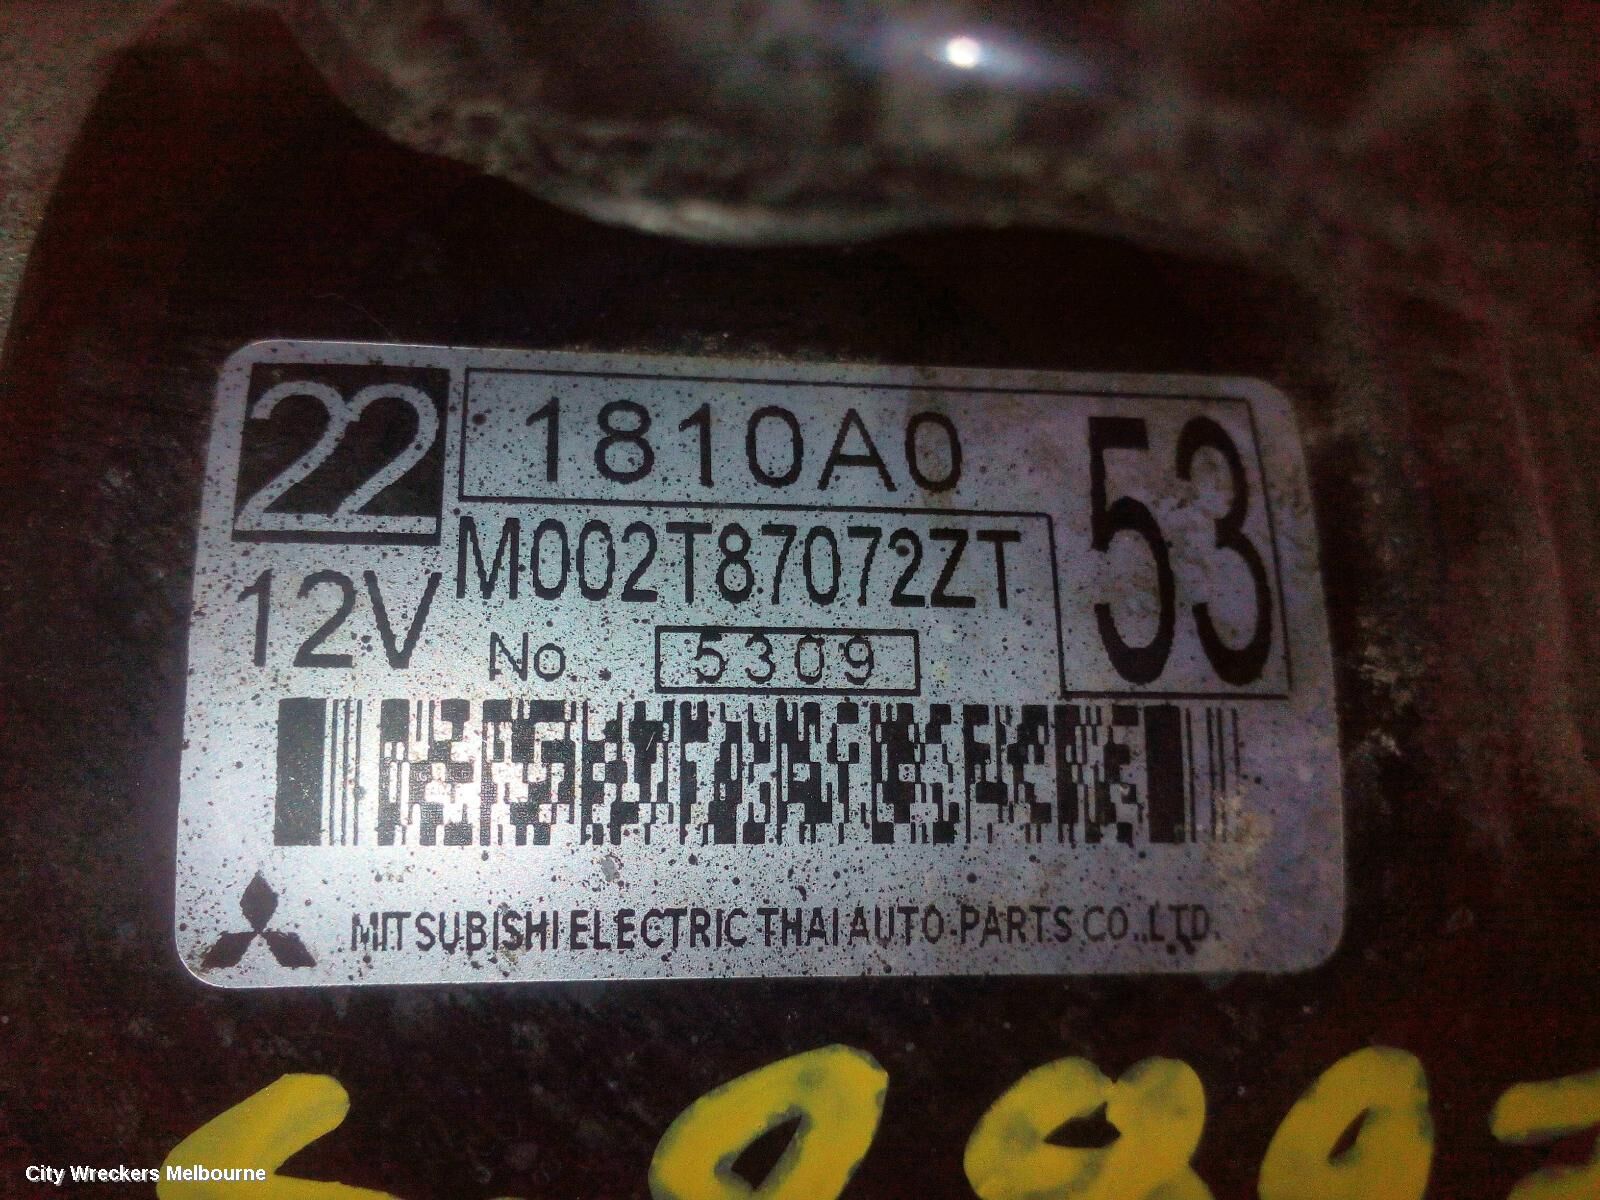 22 1810A0 53
M002T87072ZT
12V
No. 5309
MITSUBISHI ELECTRIC THAI AUTO-PARTS CO.,LTD.
City Wreckers Melbourne